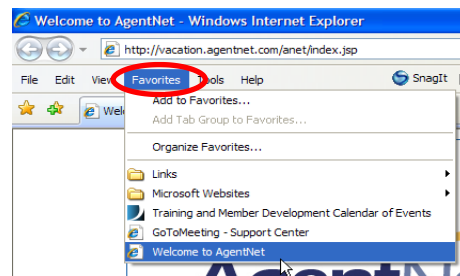 Welcome to AgentNet - Windows Internet Explorer
http://vacation.agentnet.com/anet/index.jsp
File Edit View Favorites Tools Help SnagIt
Wel
Add to Favorites...
Add Tab Group to Favorites...
Organize Favorites...
Links
Microsoft Websites
Training and Member Development Calendar of Events
GoToMeeting - Support Center
Welcome to AgentNet
AgentN